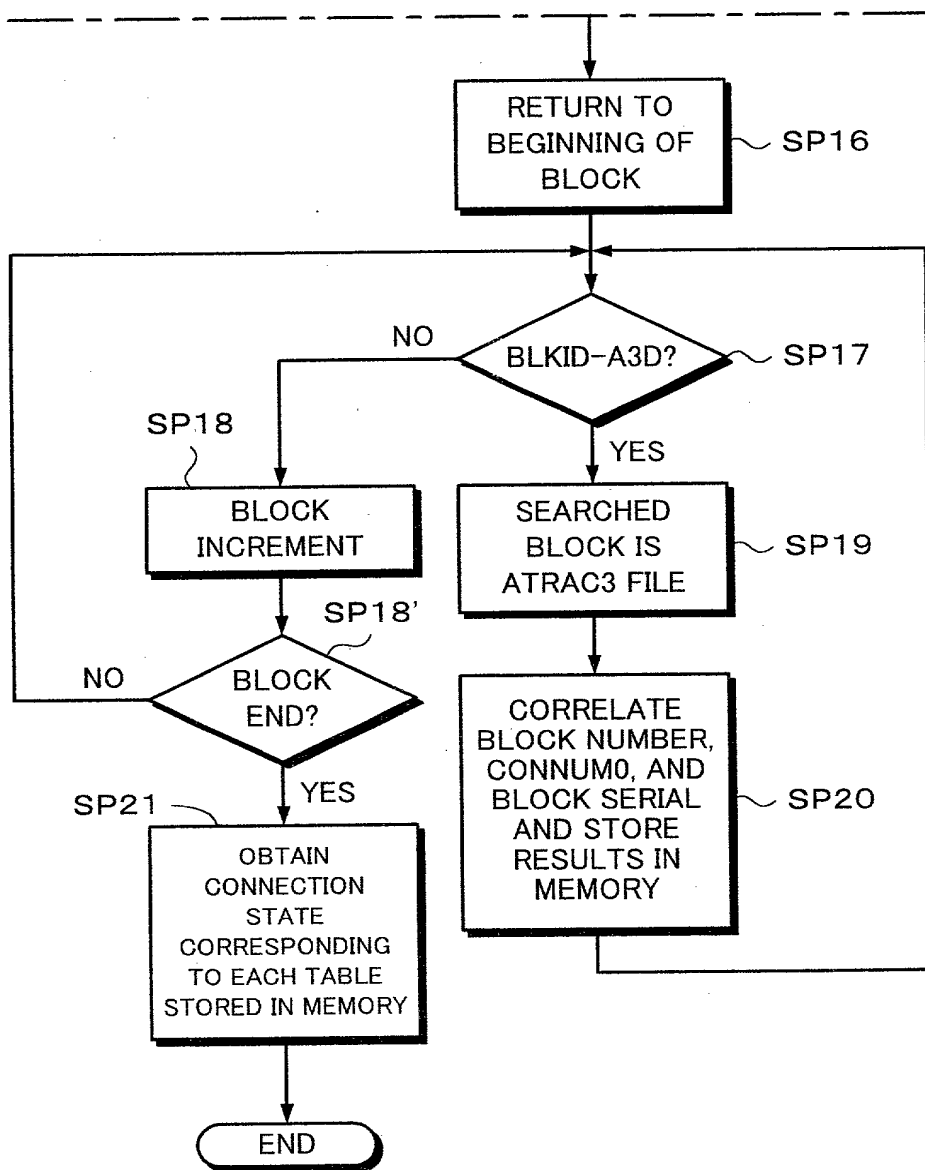 RETURN TO
BEGINNING OF
BLOCK
SP16
NO
BLKID-A3D?
SP17
YES
SP18
BLOCK
INCREMENT
SEARCHED
BLOCK IS
ATRAC3 FILE
SP19
SP18'
NO
BLOCK
END?
YES
CORRELATE
BLOCK NUMBER,
CONNUM0, AND
BLOCK SERIAL
AND STORE
RESULTS IN
MEMORY
SP20
SP21
OBTAIN
CONNECTION
STATE
CORRESPONDING
TO EACH TABLE
STORED IN MEMORY
END